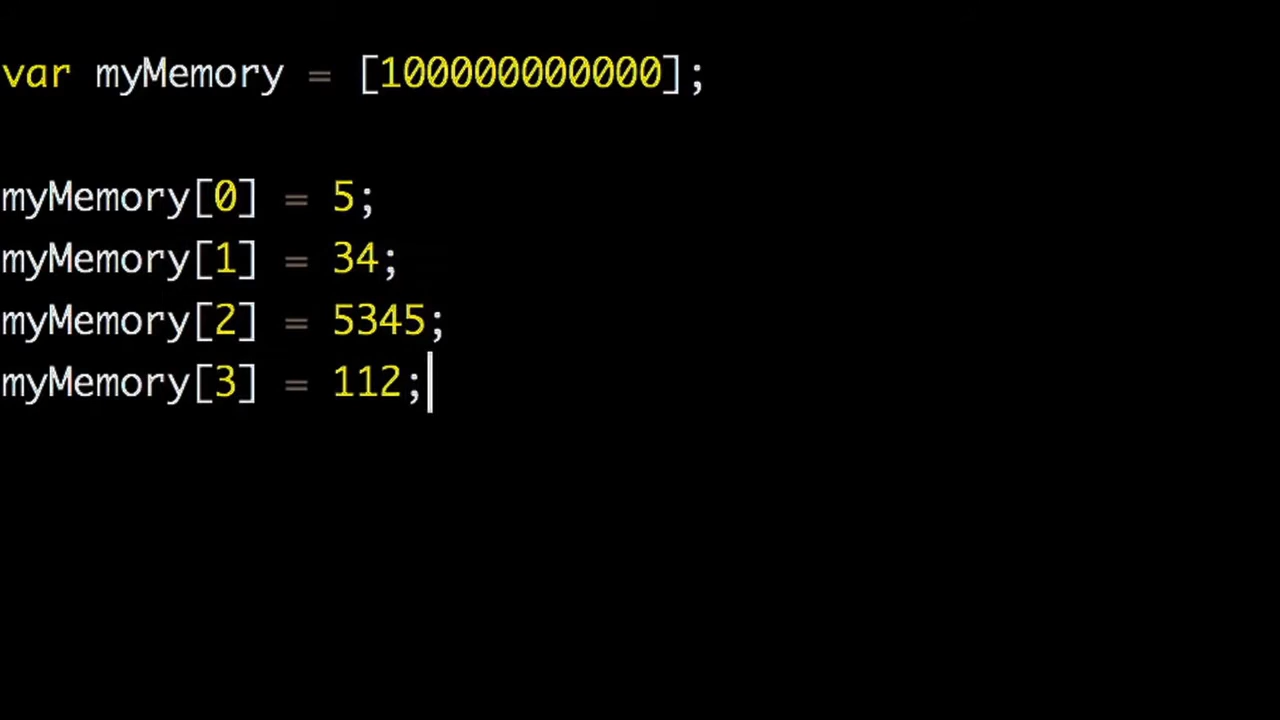 var myMemory = [100000000000];
myMemory[0] = 5;
myMemory[1] = 34;
myMemory[2] = 5345;
myMemory[3] = 112;